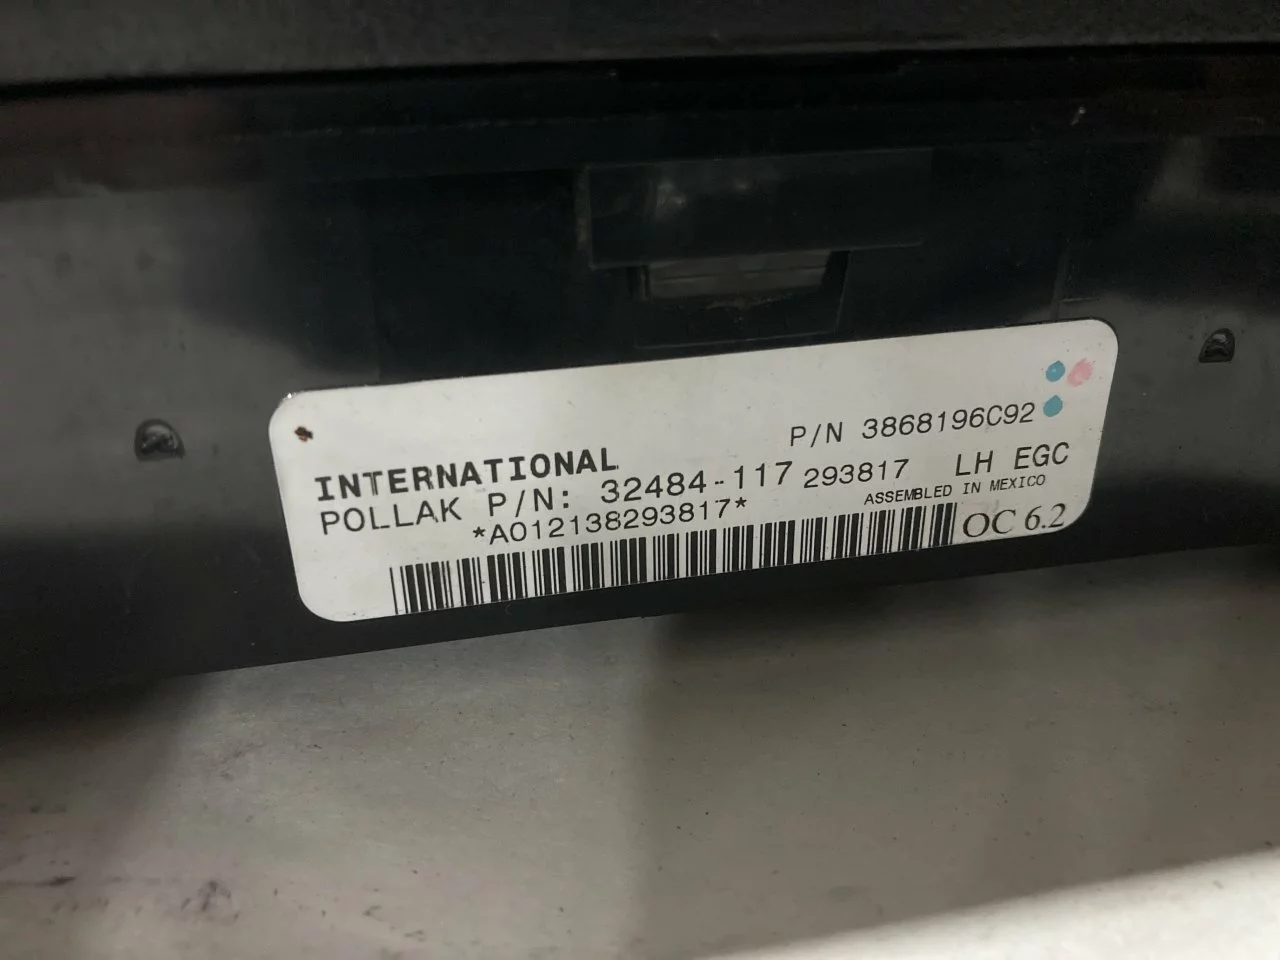 P/N 3868196C92
INTERNATIONAL
POLLAK P/N: 32484-117 293817 LH EGC
*A012138293817* ASSEMBLED IN MEXICO
OC 6.2